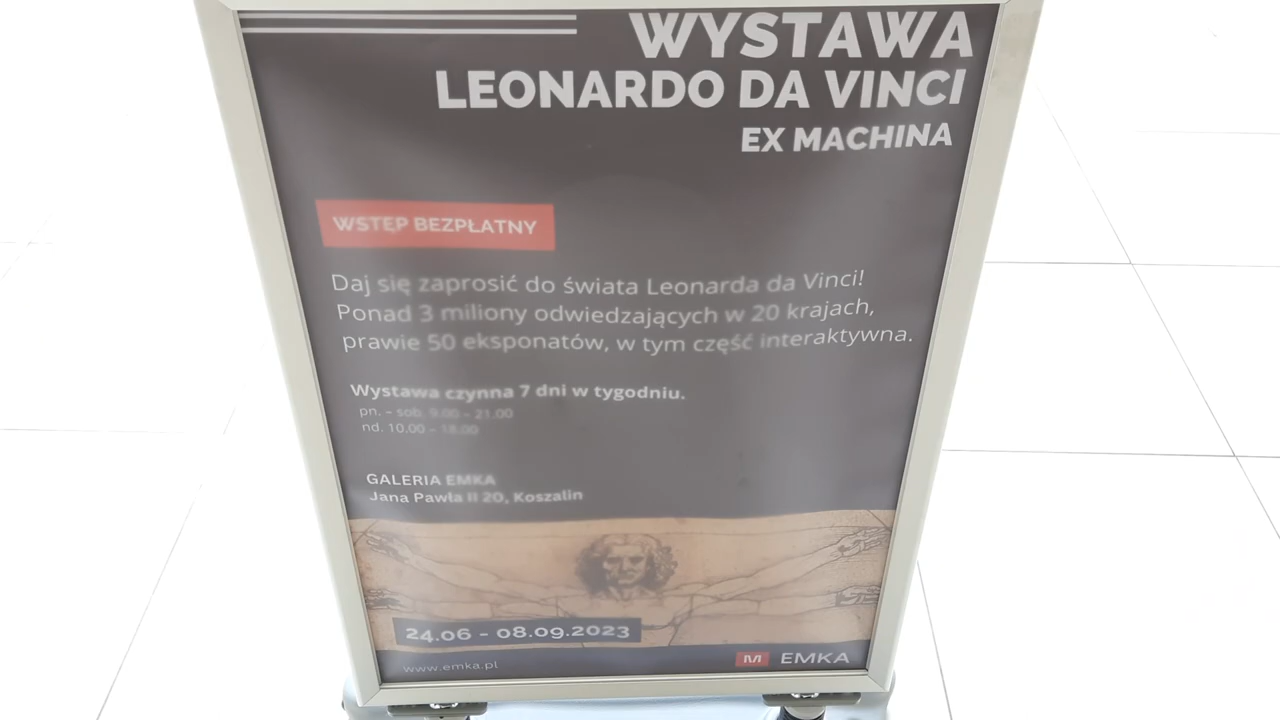 WYSTAWA
LEONARDO DA VINCI
EX MACHINA
WSTĘP BEZPŁATNY
Daj się zaprosić do świata Leonarda da Vinci!
Ponad 3 miliony odwiedzających w 20 krajach,
prawie 50 eksponatów, w tym część interaktywna.
Wystawa czynna 7 dni w tygodniu.
pn. – sob. 9.00 – 21.00
nd. 10.00 – 18.00
GALERIA EMKA
Jana Pawła II 20, Koszalin
24.06 - 08.09.2023
www.emka.pl
M EMKA